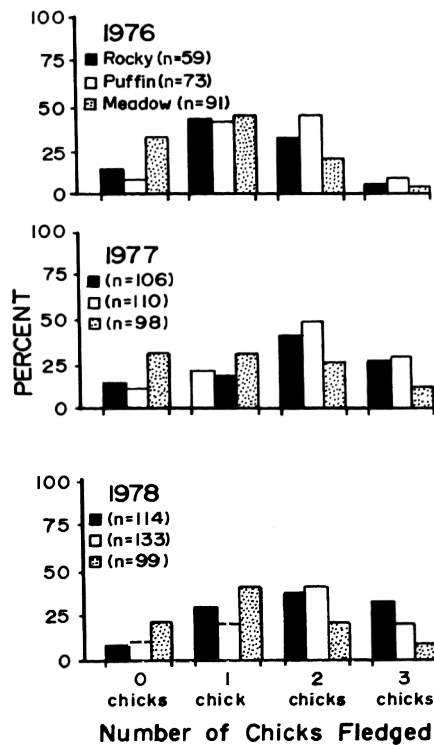 100
1976
75
Rocky (n=59)
Puffin (n=73)
50
Meadow (n=91)
25
0
100
1977
75
(n=106)
(n=110)
50
(n=98)
25
0
PERCENT
100
1978
75
(n=114)
(n=133)
50
(n=99)
25
0
0 1 2 3
chicks chick chicks chicks
Number of Chicks Fledged